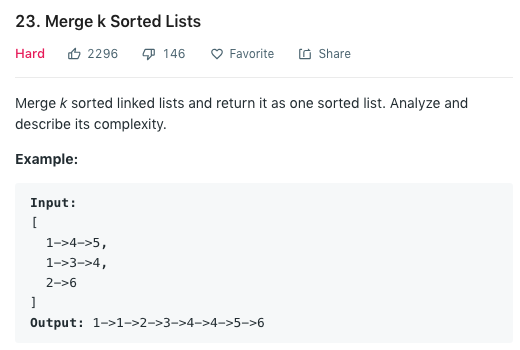 23. Merge k Sorted Lists
Hard 2296 146 Favorite Share
Merge k sorted linked lists and return it as one sorted list. Analyze and
describe its complexity.
Example:
Input:
[
  1->4->5,
  1->3->4,
  2->6
]
Output: 1->1->2->3->4->4->5->6